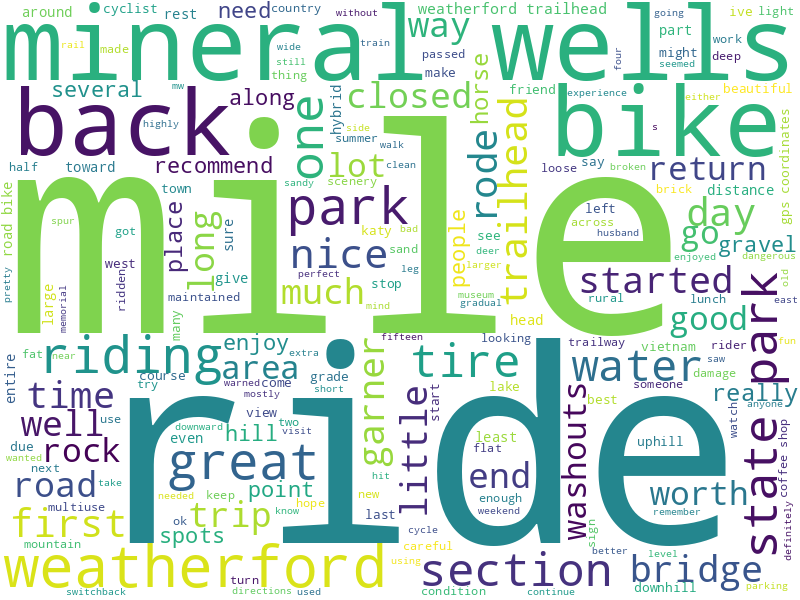 around
cyclist
rest
country
need
way
weatherford trailhead
ive
light
going
without
mineral wells
rail
made
wide
train
part
work
four
still
passed
might
deep
thing
make
seemed
mw
several
along
closed
horse
friend
experience
either
beautiful
back
one
hybrid
bike
highly
summer
side
walk
clean
s
half
toward
recommend
lot
rode
trailhead
loose
say
broken
return
gps coordinates
road bike
town
sandy
scenery
mile
park
brick
distance
spur
got
long
sure
katy
bad
people
left
day
place
nice
sand
see
across
go
gravel
west
give
deer
husband
enjoyed
dangerous
pretty
ridden
perfect
leg
stop
larger
started
large
memorial
maintained
much
mind
museum
gradual
rural
lunch
old
east
many
fifteen
head
good
state park
looking
trailway
vietnam
rider
fun
entire
fat
near
riding
enjoy
area
extra
garner
tire
water
saw
damage
really
course
warned
come
grade
short
try
mostly
time
view
two
lake
someone
best
watch
anyone
coffee shop
use
well
downward
visit
little
start
washouts
ride
due
rock
even
hill
least
flat
uphill
wanted
next
take
great
hit
end
road
multiuse
needed
keep
point
enough
worth
ok
know
hope
new
weekend
remember
definitely
first
trip
last
cycle
sign
mountain
spots
careful
better
level
weatherford
using
section
bridge
turn
condition
downhill
parking
switchback
directions
used
continue